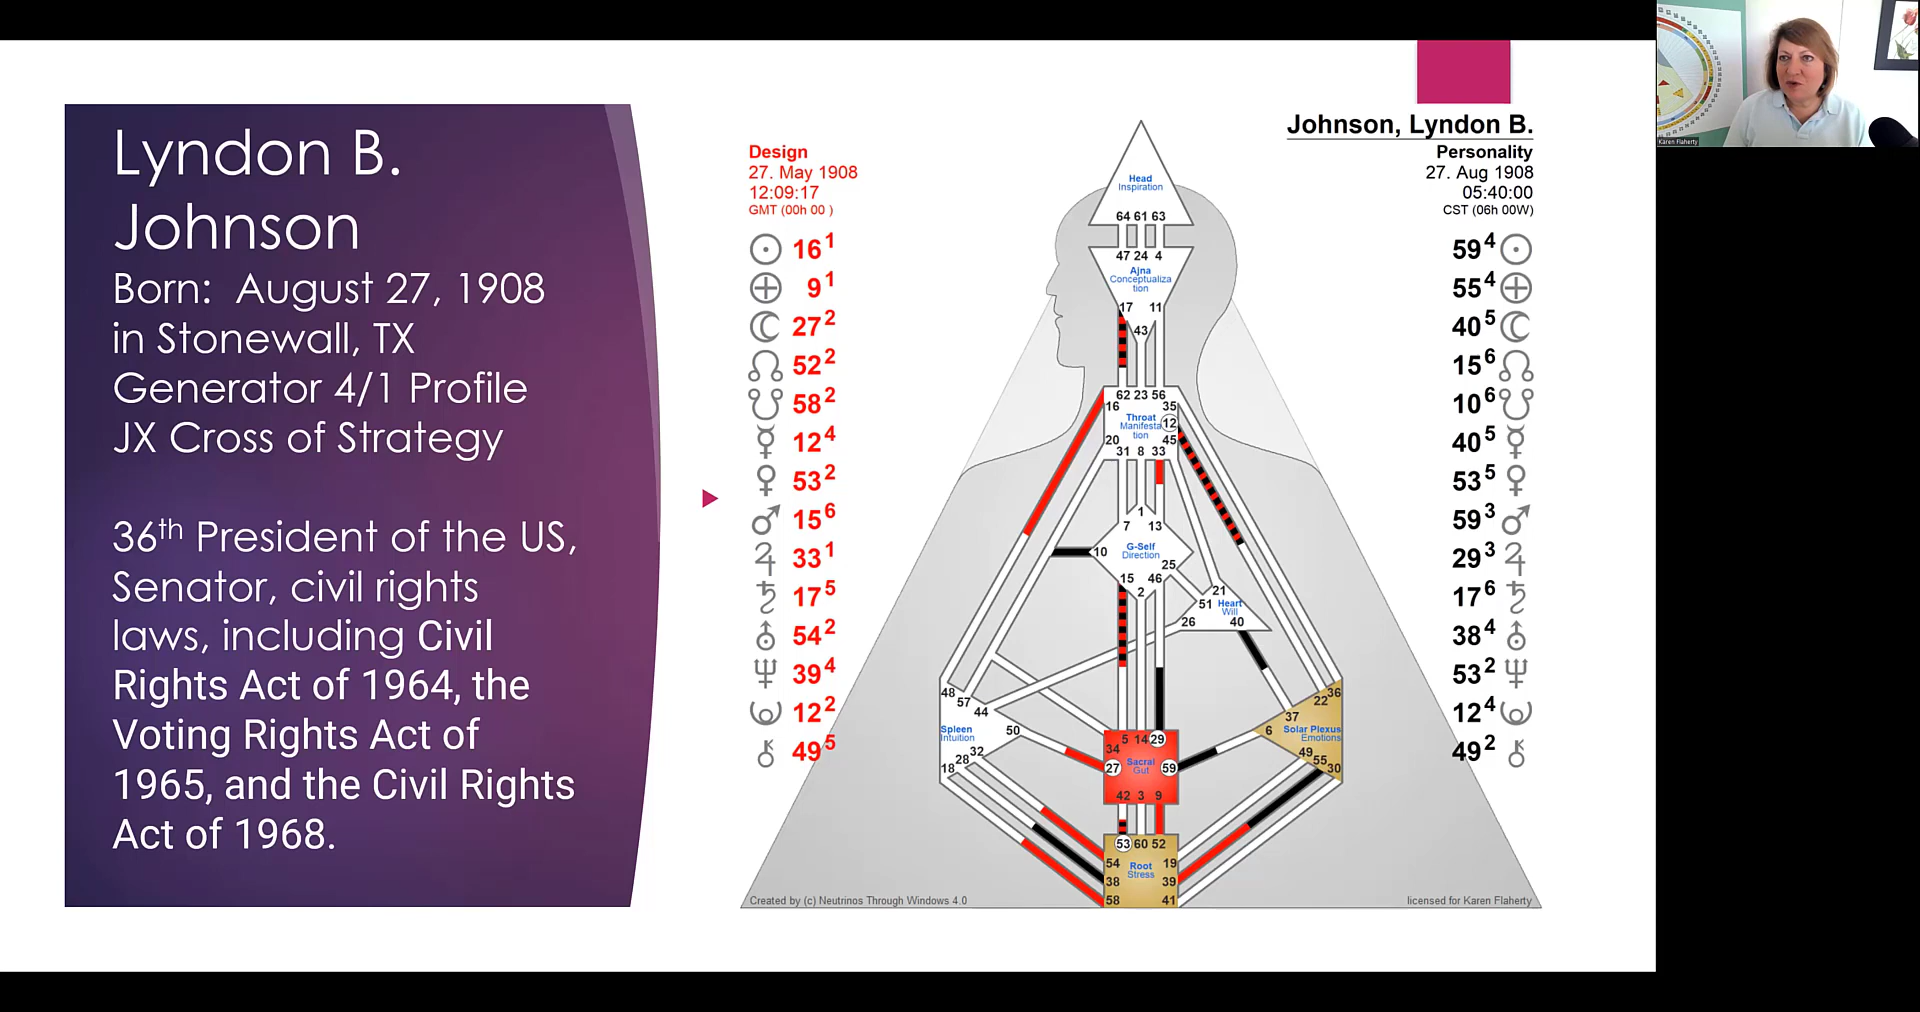 Lyndon B.
Johnson
Born:  August 27, 1908
in Stonewall, TX
Generator 4/1 Profile
JX Cross of Strategy
36th President of the US,
Senator, civil rights
laws, including Civil
Rights Act of 1964, the
Voting Rights Act of
1965, and the Civil Rights
Act of 1968.
Johnson, Lyndon B.
Design
27. May 1908
12:09:17
GMT (00h 00 )
16 1
9 1
27 2
52 2
58 2
12 4
53 2
15 6
33 1
17 5
54 2
39 4
12 2
49 5
Head
Inspiration
64 61 63
47 24 4
Ajna
Conceptualiza
tion
17 11
43
62 23 56
16 35
Throat
Manifesta 12
tion
20 45
31 8 33
1
7 13
G-Self
Direction
10
25
15 46
2
21
51 Heart
Will
26 40
48
57
44
Spleen
Intuition
50
32
28
18
36
22
37
6 Solar Plexus
Emotions
49
55
30
5 14 29
34
Sacral
Gut
27 59
42 3 9
53 60 52
54 19
Root
Stress
38 39
58 41
Personality
27. Aug 1908
05:40:00
CST (06h 00W)
59 4
55 4
40 5
15 6
10 6
40 5
53 5
59 3
29 3
17 6
38 4
53 2
12 4
49 2
Created by (c) Neutrinos Through Windows 4.0
licensed for Karen Flaherty
Karen Flaherty